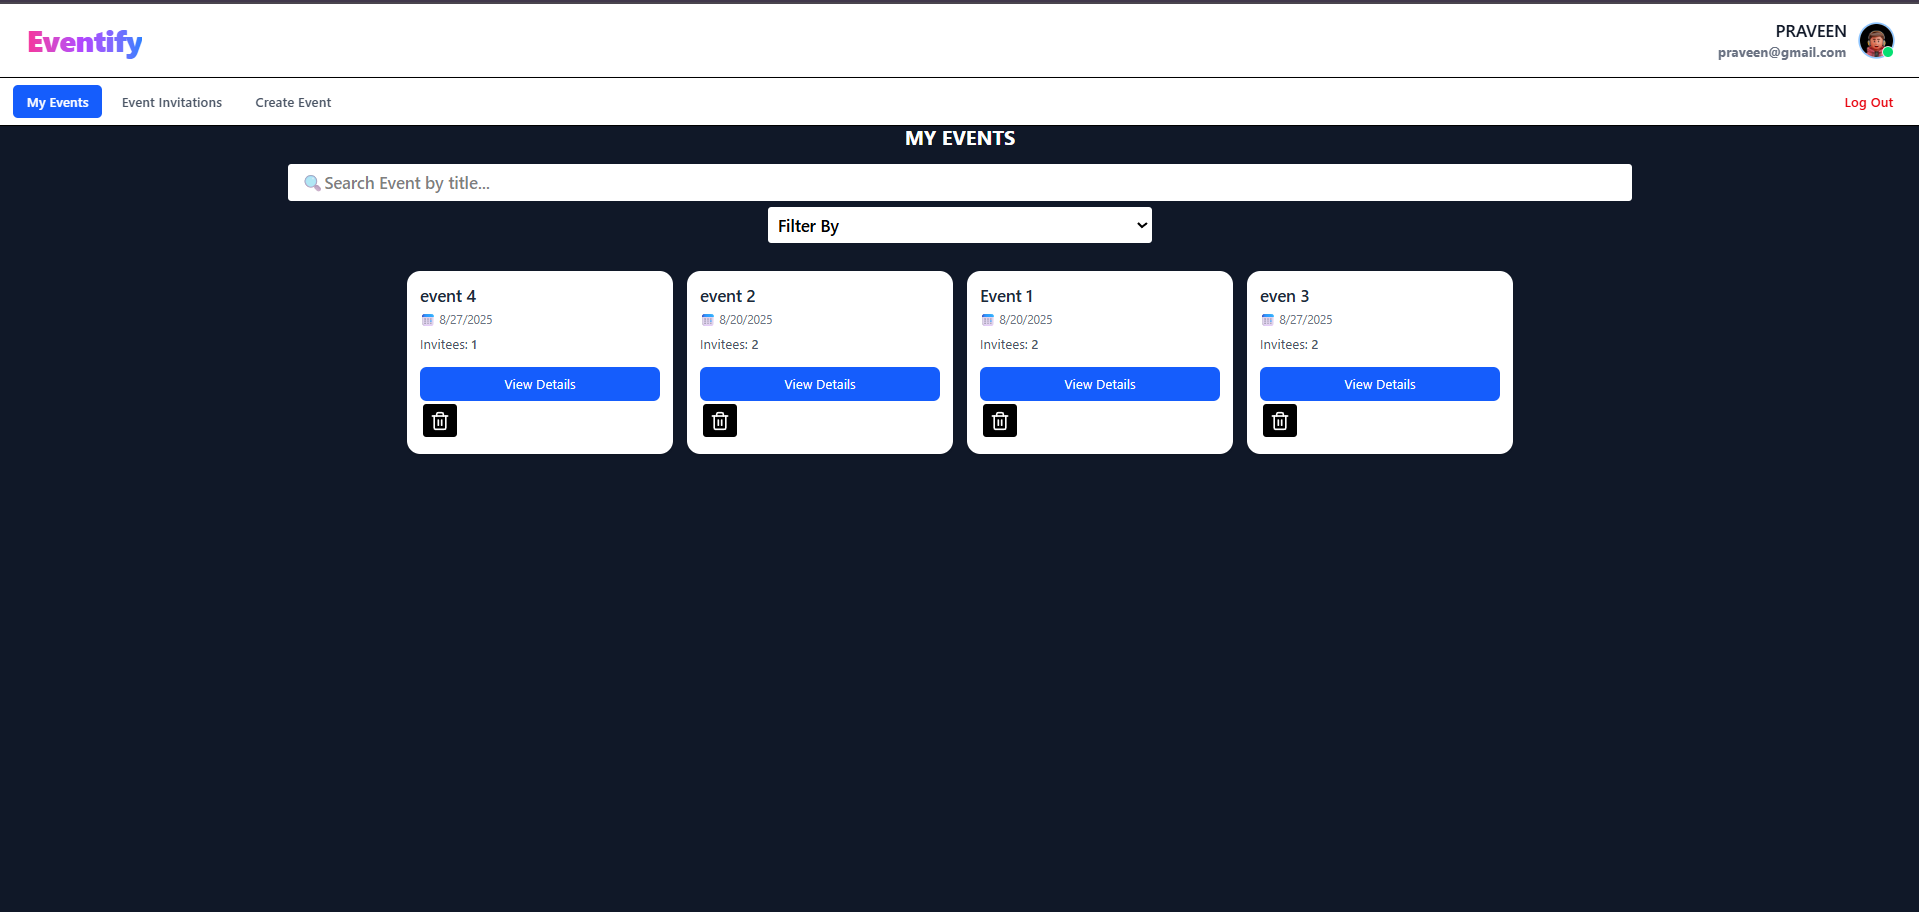 Eventify
PRAVEEN
praveen@gmail.com
My Events
Event Invitations
Create Event
Log Out
MY EVENTS
🔍 Search Event by title...
Filter By
event 4
8/27/2025
Invitees: 1
View Details
event 2
8/20/2025
Invitees: 2
View Details
Event 1
8/20/2025
Invitees: 2
View Details
even 3
8/27/2025
Invitees: 2
View Details